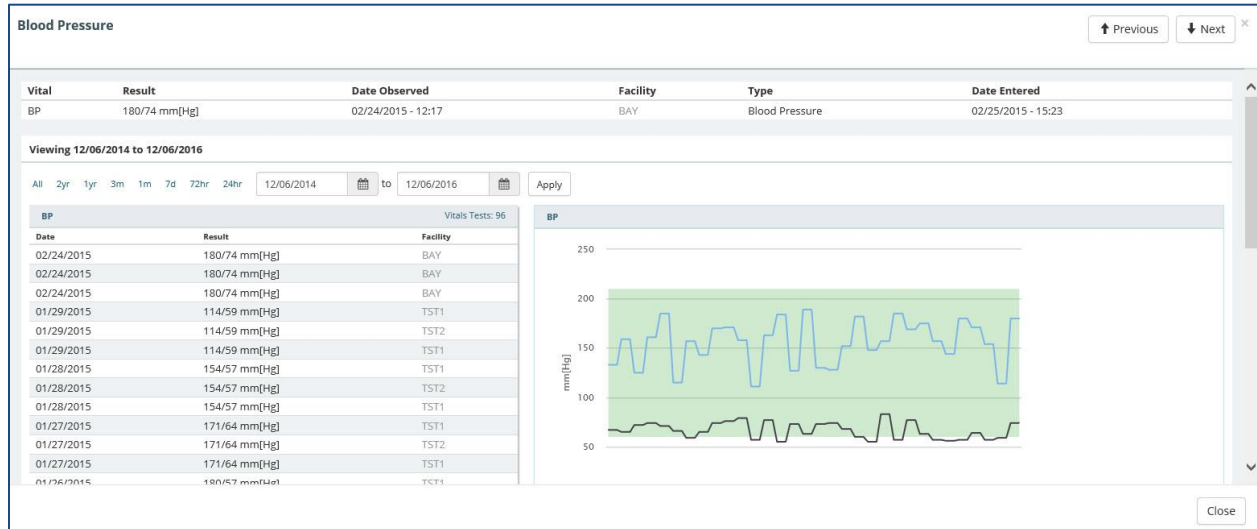 Blood Pressure
Previous
Next
×
Vital Result Date Observed Facility Type Date Entered
BP 180/74 mm[Hg] 02/24/2015 - 12:17 BAY Blood Pressure 02/25/2015 - 15:23
Viewing 12/06/2014 to 12/06/2016
All 2yr 1yr 3m 1m 7d 72hr 24hr 12/06/2014 to 12/06/2016 Apply
BP Vitals Tests: 96
Date Result Facility
02/24/2015 180/74 mm[Hg] BAY
02/24/2015 180/74 mm[Hg] BAY
02/24/2015 180/74 mm[Hg] BAY
01/29/2015 114/59 mm[Hg] TST1
01/29/2015 114/59 mm[Hg] TST2
01/29/2015 114/59 mm[Hg] TST1
01/28/2015 154/57 mm[Hg] TST1
01/28/2015 154/57 mm[Hg] TST2
01/28/2015 154/57 mm[Hg] TST1
01/27/2015 171/64 mm[Hg] TST1
01/27/2015 171/64 mm[Hg] TST2
01/27/2015 171/64 mm[Hg] TST1
01/26/2015 180/57 mm[Hg] TST1
BP
250
200
150
100
50
mm[Hg]
Close